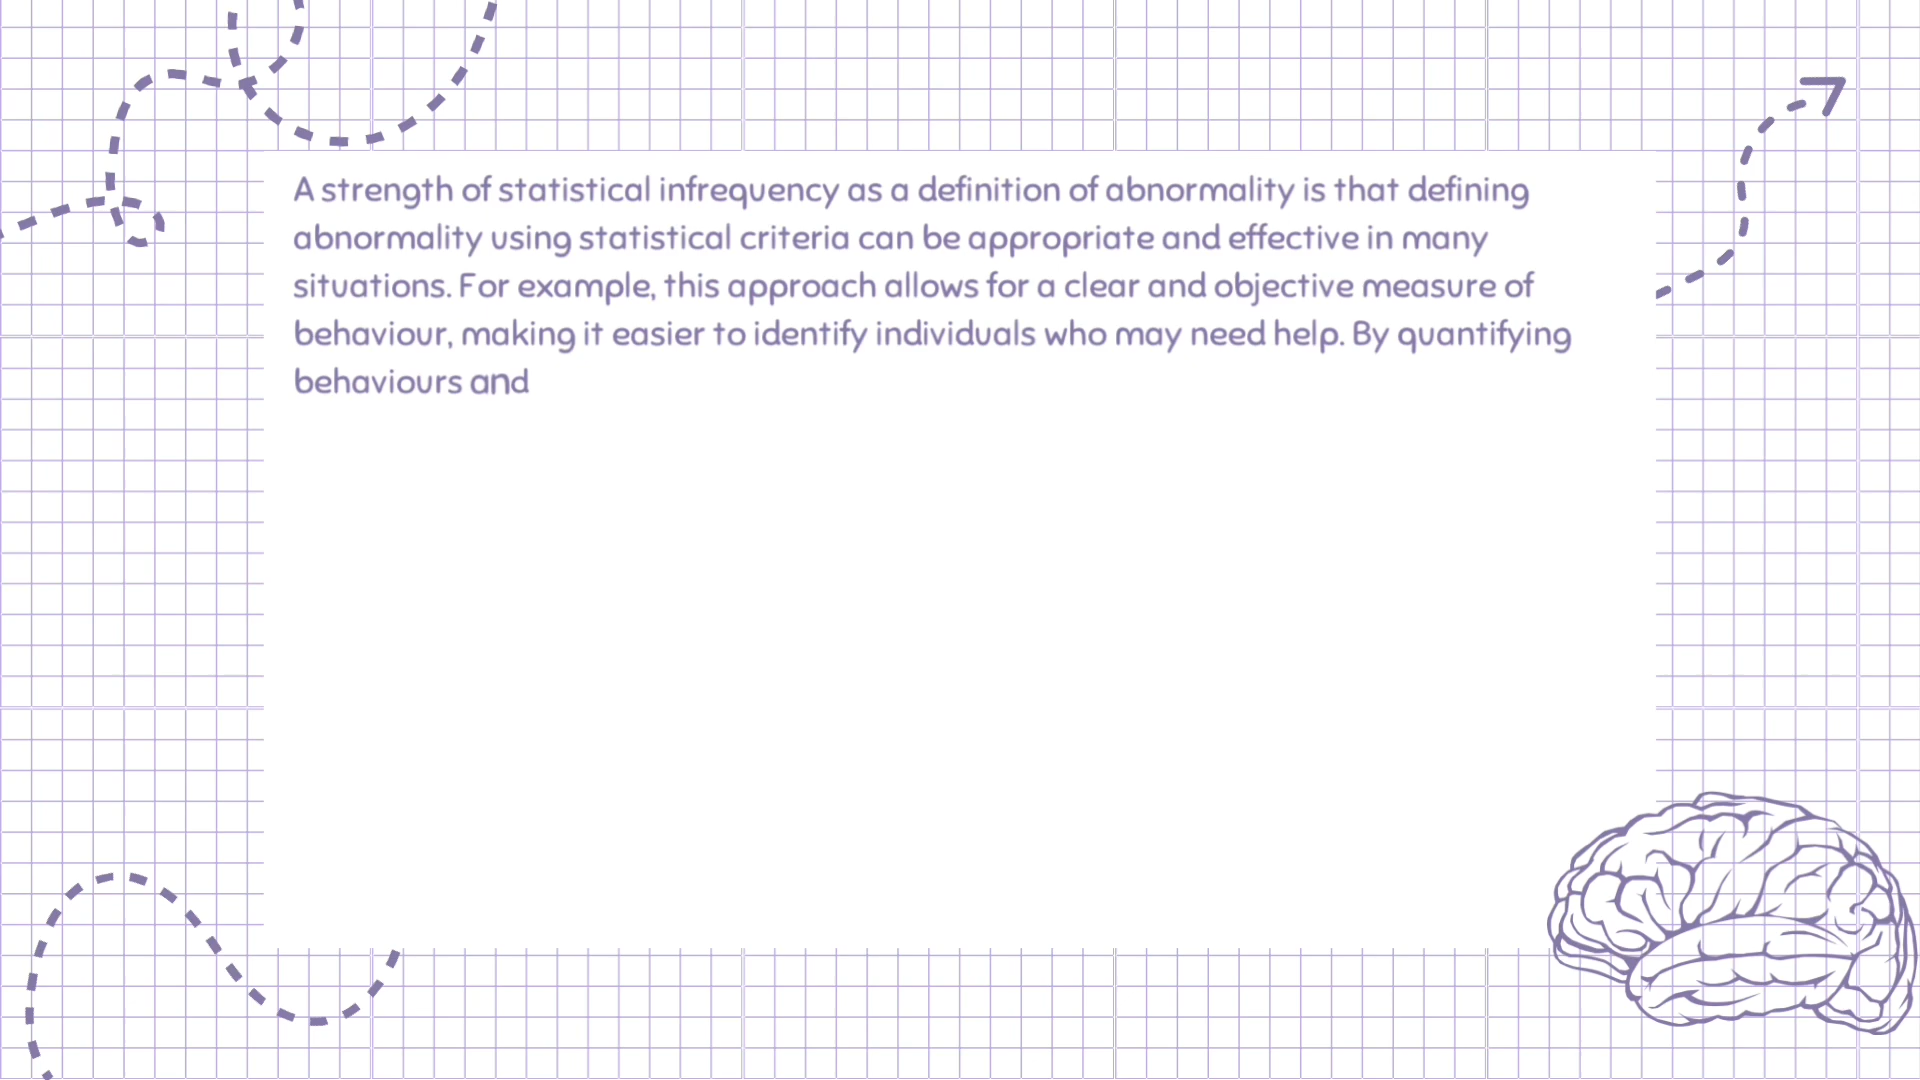 A strength of statistical infrequency as a definition of abnormality is that defining
abnormality using statistical criteria can be appropriate and effective in many
situations. For example, this approach allows for a clear and objective measure of
behaviour, making it easier to identify individuals who may need help. By quantifying
behaviours and